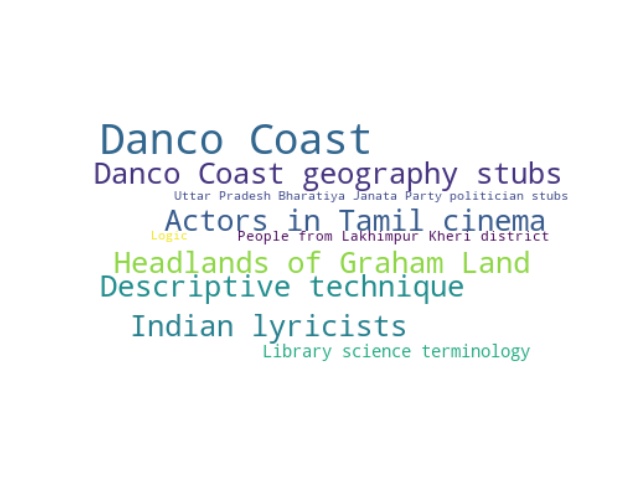 Danco Coast
Danco Coast geography stubs
Uttar Pradesh Bharatiya Janata Party politician stubs
Actors in Tamil cinema
Logic
People from Lakhimpur Kheri district
Headlands of Graham Land
Descriptive technique
Indian lyricists
Library science terminology